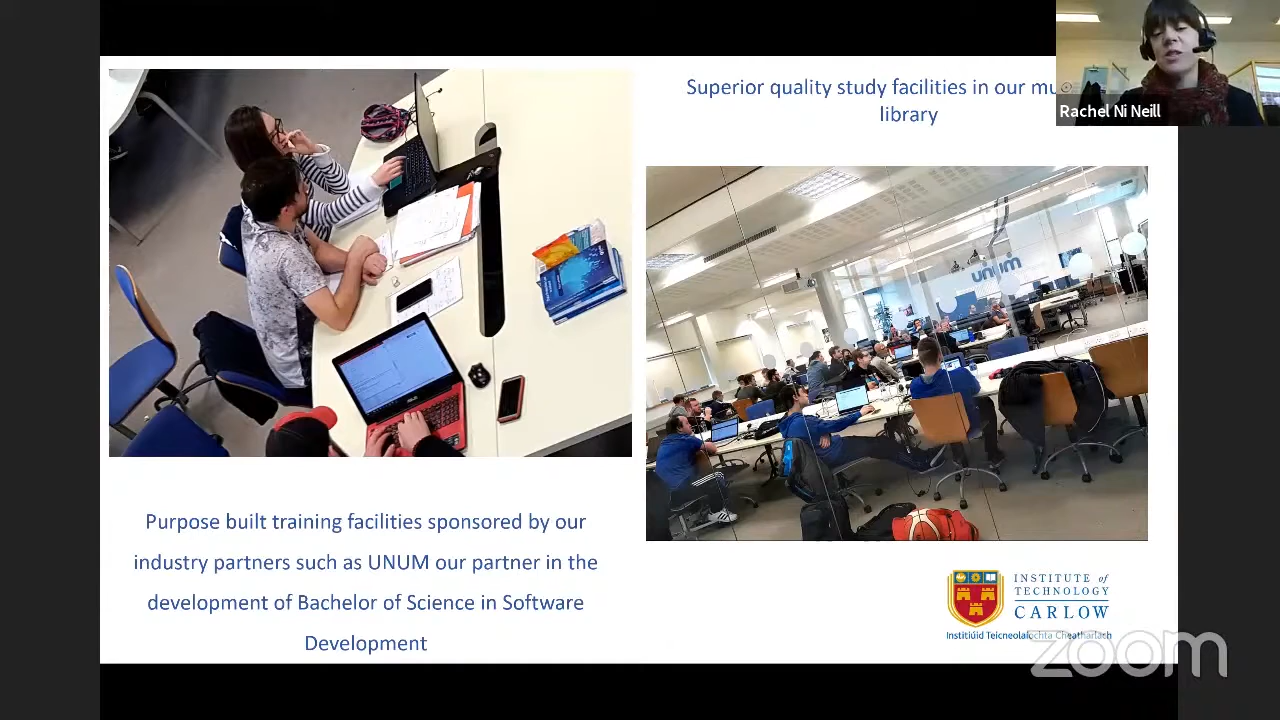 Superior quality study facilities in our
library
Rachel Ni Neill
unum
Purpose built training facilities sponsored by our
industry partners such as UNUM our partner in the
development of Bachelor of Science in Software
Development
INSTITUTE of
TECHNOLOGY
CARLOW
Institiúid Teicneolaíochta Cheatharlach
zoom